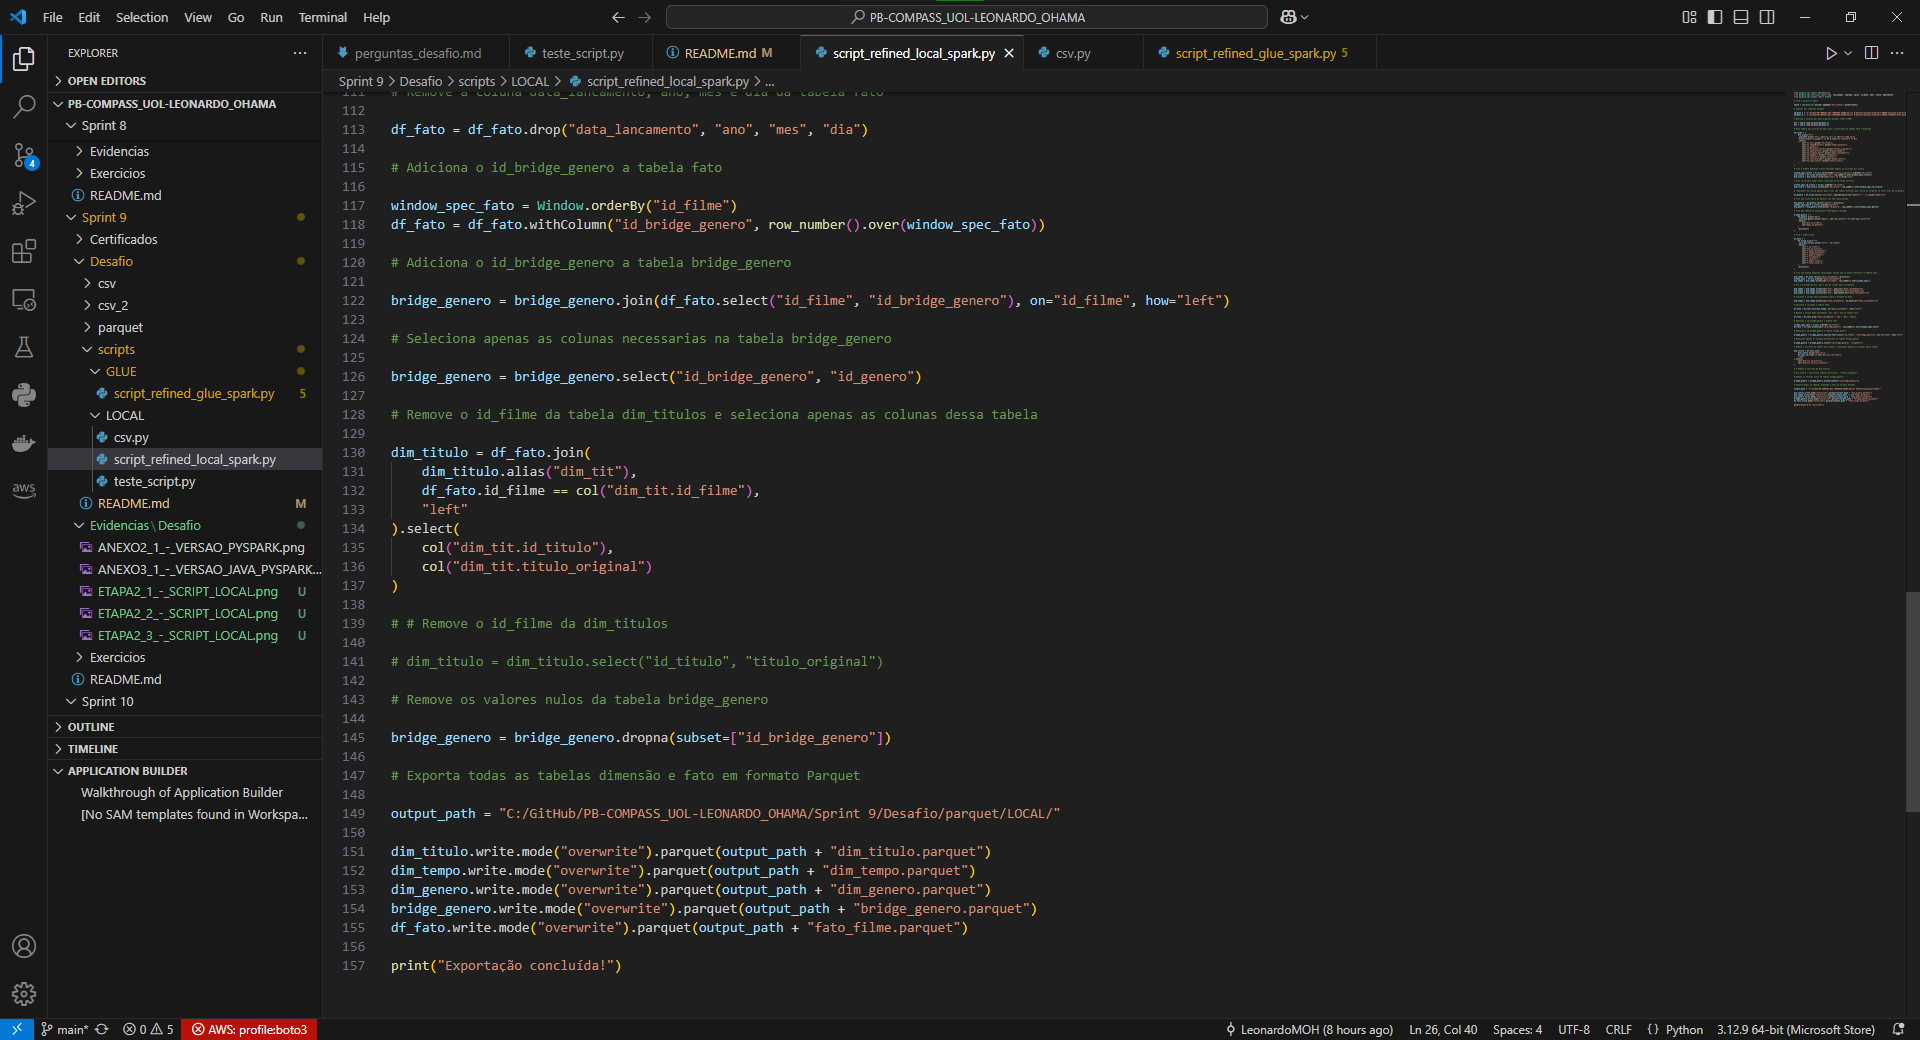 File Edit Selection View Go Run Terminal Help
PB-COMPASS_UOL-LEONARDO_OHAMA
EXPLORER
OPEN EDITORS
PB-COMPASS_UOL-LEONARDO_OHAMA
Sprint 8
Evidencias
Exercicios
README.md
Sprint 9
Certificados
Desafio
csv
csv_2
parquet
scripts
GLUE
script_refined_glue_spark.py 5
LOCAL
csv.py
script_refined_local_spark.py
teste_script.py
README.md M
Evidencias\Desafio
ANEXO2_1_-_VERSAO_PYSPARK.png
ANEXO3_1_-_VERSAO_JAVA_PYSPARK...
ETAPA2_1_-_SCRIPT_LOCAL.png U
ETAPA2_2_-_SCRIPT_LOCAL.png U
ETAPA2_3_-_SCRIPT_LOCAL.png U
Exercicios
README.md
Sprint 10
OUTLINE
TIMELINE
APPLICATION BUILDER
Walkthrough of Application Builder
[No SAM templates found in Workspa...
4
aws
perguntas_desafio.md teste_script.py README.md M script_refined_local_spark.py csv.py script_refined_glue_spark.py 5
Sprint 9 > Desafio > scripts > LOCAL > script_refined_local_spark.py > ...
111 # Remove a coluna data_lancamento, ano, mes e dia da tabela fato
112
113 df_fato = df_fato.drop("data_lancamento", "ano", "mes", "dia")
114
115 # Adiciona o id_bridge_genero a tabela fato
116
117 window_spec_fato = Window.orderBy("id_filme")
118 df_fato = df_fato.withColumn("id_bridge_genero", row_number().over(window_spec_fato))
119
120 # Adiciona o id_bridge_genero a tabela bridge_genero
121
122 bridge_genero = bridge_genero.join(df_fato.select("id_filme", "id_bridge_genero"), on="id_filme", how="left")
123
124 # Seleciona apenas as colunas necessarias na tabela bridge_genero
125
126 bridge_genero = bridge_genero.select("id_bridge_genero", "id_genero")
127
128 # Remove o id_filme da tabela dim_titulos e seleciona apenas as colunas dessa tabela
129
130 dim_titulo = df_fato.join(
131 dim_titulo.alias("dim_tit"),
132 df_fato.id_filme == col("dim_tit.id_filme"),
133 "left"
134 ).select(
135 col("dim_tit.id_titulo"),
136 col("dim_tit.titulo_original")
137 )
138
139 # # Remove o id_filme da dim_titulos
140
141 # dim_titulo = dim_titulo.select("id_titulo", "titulo_original")
142
143 # Remove os valores nulos da tabela bridge_genero
144
145 bridge_genero = bridge_genero.dropna(subset=["id_bridge_genero"])
146
147 # Exporta todas as tabelas dimensão e fato em formato Parquet
148
149 output_path = "C:/GitHub/PB-COMPASS_UOL-LEONARDO_OHAMA/Sprint 9/Desafio/parquet/LOCAL/"
150
151 dim_titulo.write.mode("overwrite").parquet(output_path + "dim_titulo.parquet")
152 dim_tempo.write.mode("overwrite").parquet(output_path + "dim_tempo.parquet")
153 dim_genero.write.mode("overwrite").parquet(output_path + "dim_genero.parquet")
154 bridge_genero.write.mode("overwrite").parquet(output_path + "bridge_genero.parquet")
155 df_fato.write.mode("overwrite").parquet(output_path + "fato_filme.parquet")
156
157 print("Exportação concluída!")
main* 0 5 AWS: profile:boto3 LeonardoMOH (8 hours ago) Ln 26, Col 40 Spaces: 4 UTF-8 CRLF {} Python 3.12.9 64-bit (Microsoft Store)